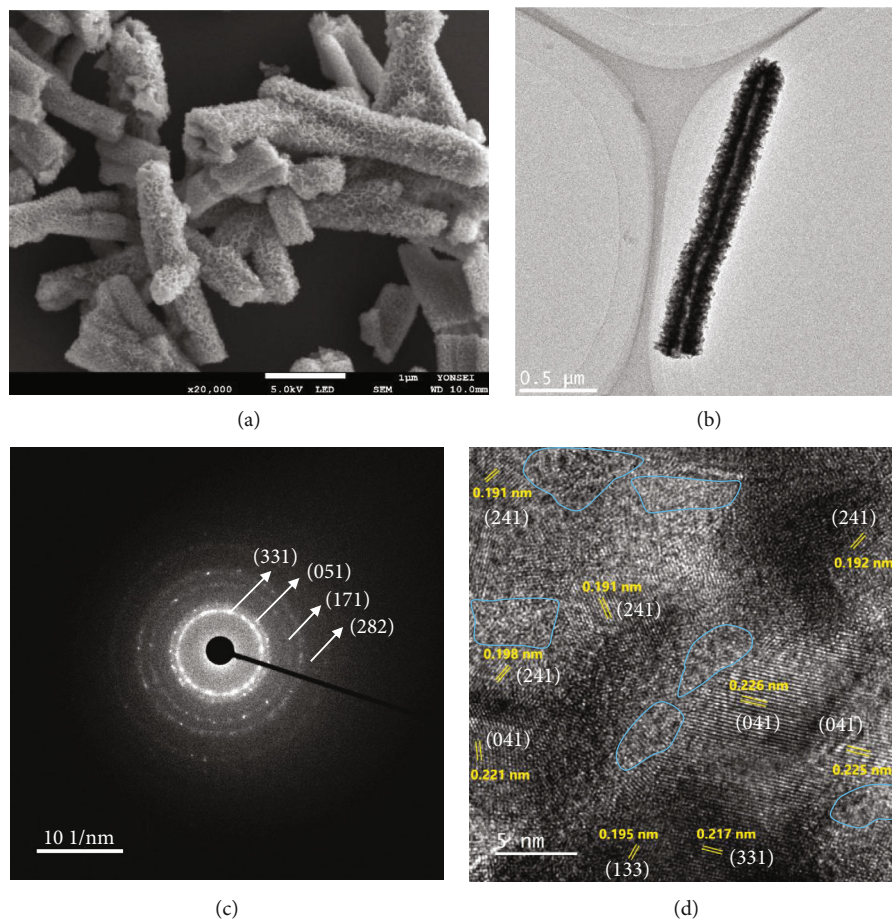 1μm YONSEI
x20,000 5.0kV LED SEM WD 10.0mm
(a)
0.5 μm
(b)
(331)
(051)
(171)
(282)
10 1/nm
(c)
0.191 nm
(241)
(241)
0.192 nm
0.191 nm
(241)
0.198 nm
(241)
0.226 nm
(041)
(041)
0.221 nm
(041)
0.225 nm
0.195 nm
(133)
0.217 nm
(331)
5 nm
(d)